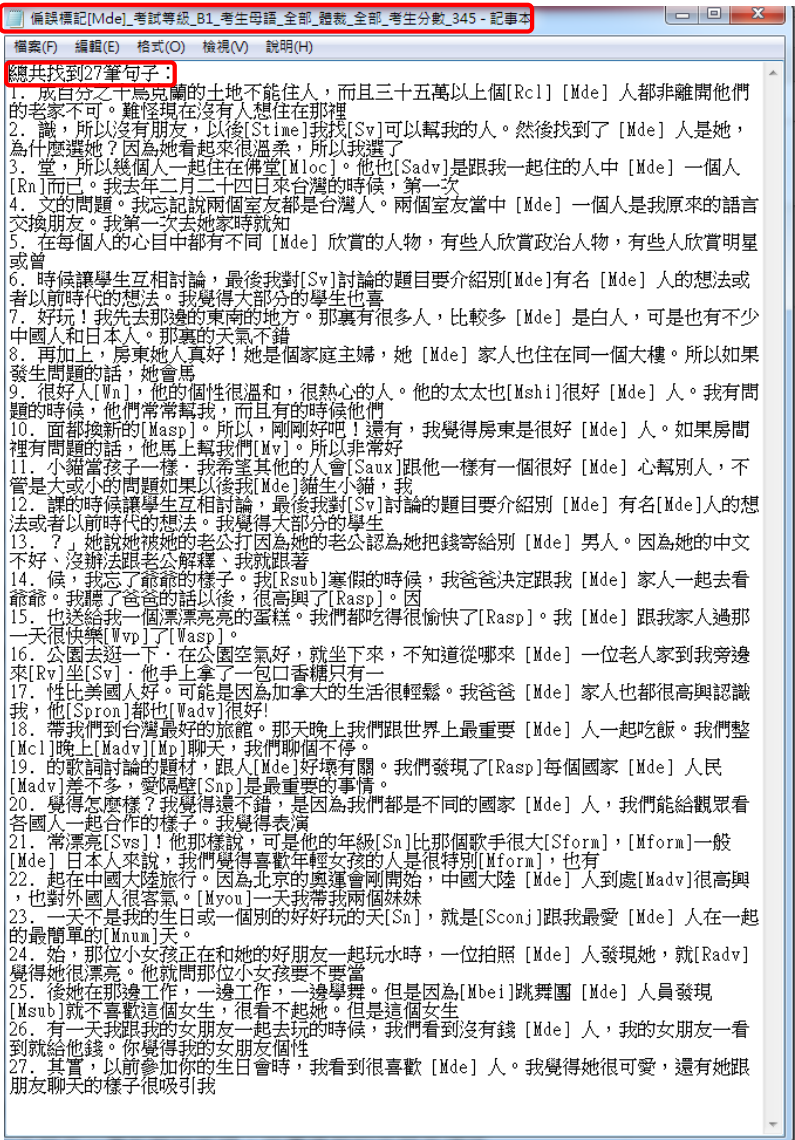 偏誤標記[Mde]_考試等級_B1_考生母語_全部_體裁_全部_考生分數_345 - 記事本
檔案(F) 編輯(E) 格式(O) 檢視(V) 說明(H)
總共找到27筆句子：
1. 成百分之十烏克蘭的土地不能住人，而且三十五萬以上個[Rcl] [Mde] 人都非離開他們
的老家不可。難怪現在沒有人想住在那裡
2. 識，所以沒有朋友，以後[Stime]我找[Sv]可以幫我的人。然後找到了 [Mde] 人是她，
為什麼選她？因為她看起來很溫柔，所以我選了
3. 堂，所以幾個人一起住在佛堂[Mloc]。他也[Sadv]是跟我一起住的人中 [Mde] 一個人
[Rn]而已。我去年二月二十四日來台灣的時候，第一次
4. 文的問題。我忘記說兩個室友都是台灣人。兩個室友當中 [Mde] 一個人是我原來的語言
交換朋友。我第一次去她家時就知
5. 在每個人的心目中都有不同 [Mde] 欣賞的人物，有些人欣賞政治人物，有些人欣賞明星
或曾
6. 時候讓學生互相討論，最後我對[Sv]討論的題目要介紹別[Mde]有名 [Mde] 人的想法或
者以前時代的想法。我覺得大部分的學生也喜
7. 好玩！我先去那邊的東南的地方。那裏有很多人，比較多 [Mde] 是白人，可是也有不少
中國人和日本人。那裏的天氣不錯
8. 再加上，房東她人真好！她是個家庭主婦，她 [Mde] 家人也住在同一個大樓。所以如果
發生問題的話，她會馬
9. 很好人[Wn]，他的個性很溫和，很熱心的人。他的太太也[Mshi]很好 [Mde] 人。我有問
題的時候，他們常常幫我，而且有的時候他們
10. 面都換新的[Masp]。所以，剛剛好吧！還有，我覺得房東是很好 [Mde] 人。如果房間
裡有問題的話，他馬上幫我們[Mv]。所以非常好
11. 小貓當孩子一樣．我希望其他的人會[Saux]跟他一樣有一個很好 [Mde] 心幫別人，不
管是大或小的問題如果以後我[Mde]貓生小貓，我
12. 課的時候讓學生互相討論，最後我對[Sv]討論的題目要介紹別 [Mde] 有名[Mde]人的想
法或者以前時代的想法。我覺得大部分的學生
13. ？」她說她被她的老公打因為她的老公認為她把錢寄給別 [Mde] 男人。因為她的中文
不好、沒辦法跟老公解釋、我就跟著
14. 候，我忘了爺爺的樣子。我[Rsub]寒假的時候，我爸爸決定跟我 [Mde] 家人一起去看
爺爺。我聽了爸爸的話以後，很高興了[Rasp]。因
15. 也送給我一個漂漂亮亮的蛋糕。我們都吃得很愉快了[Rasp]。我 [Mde] 跟我家人過那
一天很快樂[Wvp]了[Wasp]。
16. 公園去逛一下．在公園空氣好，就坐下來，不知道從哪來 [Mde] 一位老人家到我旁邊
來[Rv]坐[Sv]．他手上拿了一包口香糖只有一
17. 性比美國人好。可能是因為加拿大的生活很輕鬆。我爸爸 [Mde] 家人也都很高興認識
我，他[Spron]都也[Wadv]很好!
18. 帶我們到台灣最好的旅館。那天晚上我們跟世界上最重要 [Mde] 人一起吃飯。我們整
[Mcl]晚上[Madv][Mp]聊天，我們聊個不停。
19. 的歌詞討論的題材，跟人[Mde]好壞有關。我們發現了[Rasp]每個國家 [Mde] 人民
[Madv]差不多，愛隔壁[Snp]是最重要的事情。
20. 覺得怎麼樣？我覺得還不錯，是因為我們都是不同的國家 [Mde] 人，我們能給觀眾看
各國人一起合作的樣子。我覺得表演
21. 常漂亮[Svs]！他那樣說，可是他的年級[Sn]比那個歌手很大[Sform]，[Mform]一般
[Mde] 日本人來說，我們覺得喜歡年輕女孩的人是很特別[Mform]，也有
22. 起在中國大陸旅行。因為北京的奧運會剛開始，中國大陸 [Mde] 人到處[Madv]很高興
，也對外國人很客氣。[Myou]一天我帶我兩個妹妹
23. 一天不是我的生日或一個別的好好玩的天[Sn]，就是[Sconj]跟我最愛 [Mde] 人在一起
的最簡單的[Mnum]天。
24. 始，那位小女孩正在和她的好朋友一起玩水時，一位拍照 [Mde] 人發現她，就[Radv]
覺得她很漂亮。他就問那位小女孩要不要當
25. 後她在那邊工作，一邊工作，一邊學舞。但是因為[Mbei]跳舞團 [Mde] 人員發現
[Msub]就不喜歡這個女生，很看不起她。但是這個女生
26. 有一天我跟我的女朋友一起去玩的時候，我們看到沒有錢 [Mde] 人，我的女朋友一看
到就給他錢。你覺得我的女朋友個性
27. 其實，以前參加你的生日會時，我看到很喜歡 [Mde] 人。我覺得她很可愛，還有她跟
朋友聊天的樣子很吸引我